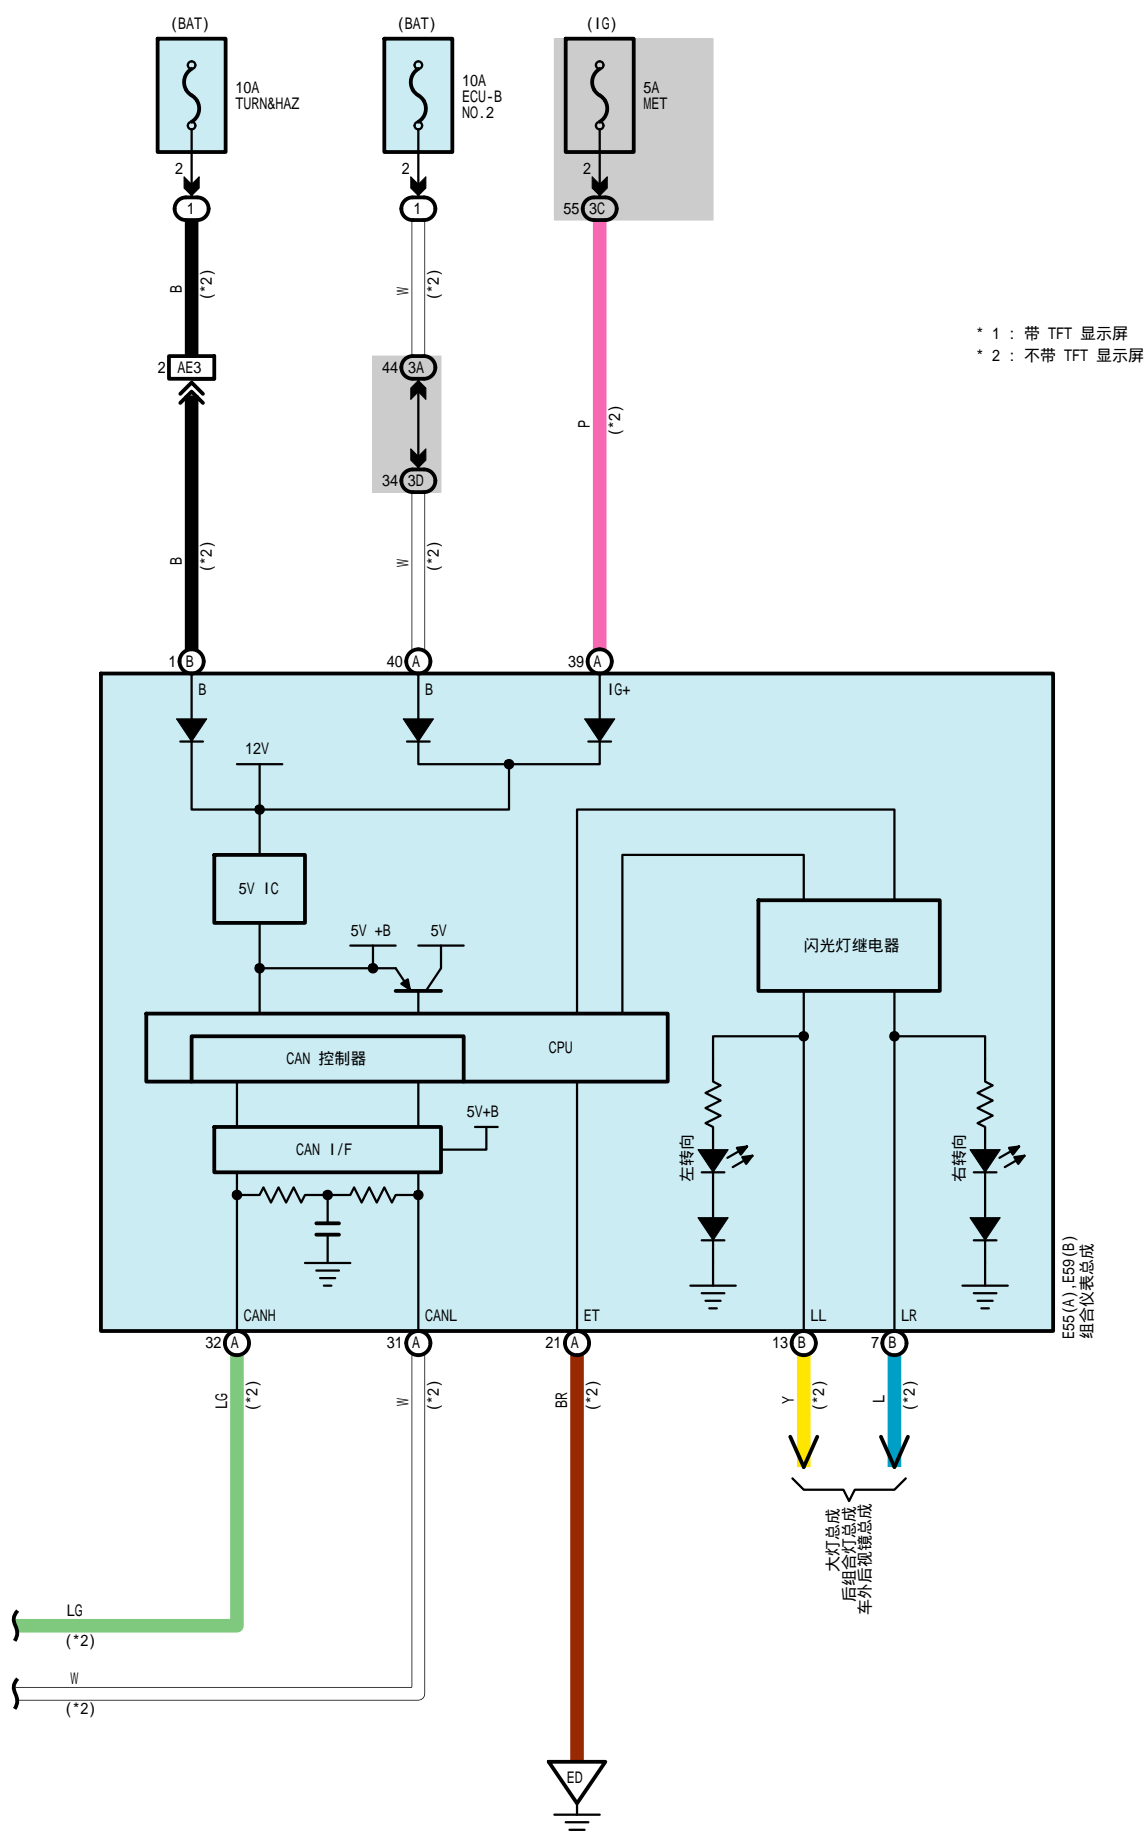 (BAT)
(BAT)
(IG)
10A
TURN&HAZ
10A
ECU-B
NO.2
5A
MET
2
2
2
1
1
55 3C
B
(*2)
W
(*2)
* 1 : 带 TFT 显示屏
* 2 : 不带 TFT 显示屏
2 AE3
44 3A
P
(*2)
34 3D
B
(*2)
W
(*2)
1 B
40 A
39 A
B
B
IG+
12V
5V IC
5V +B
5V
闪光灯继电器
CPU
CAN 控制器
5V+B
CAN I/F
左转向
右转向
E55(A),E59(B)
组合仪表总成
CANH
CANL
ET
LL
LR
32 A
31 A
21 A
13 B
7 B
LG
(*2)
W
(*2)
BR
(*2)
Y
(*2)
L
(*2)
大灯总成
后组合灯总成
车外后视镜总成
LG
(*2)
W
(*2)
ED